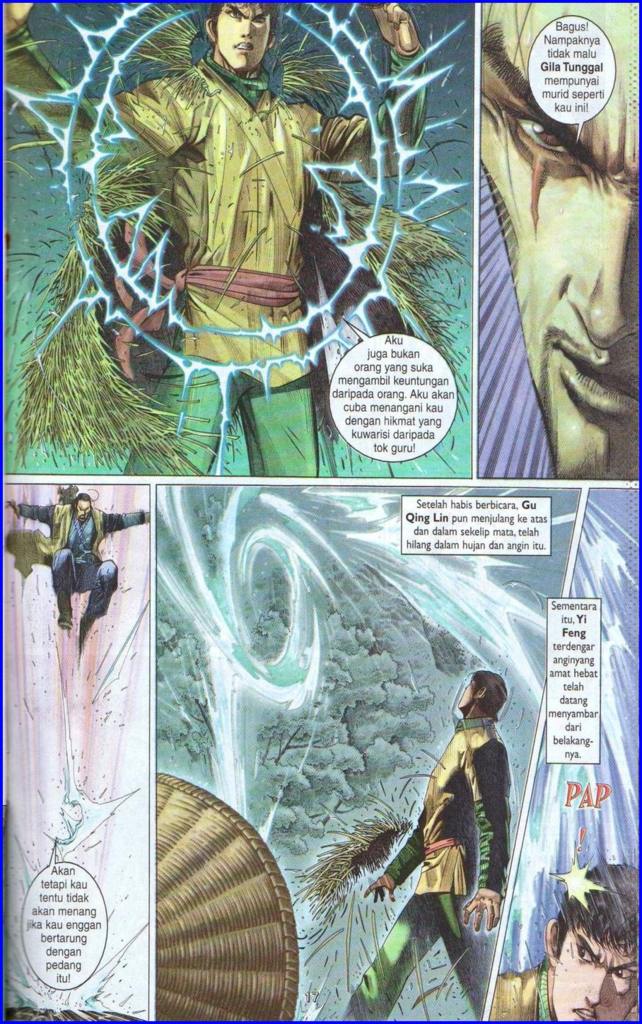 Aku
juga bukan
orang yang suka
mengambil keuntungan
daripada orang. Aku akan
cuba menangani kau
dengan hikmat yang
kuwarisi daripada
tok guru!
Bagus!
Nampaknya
tidak malu
Gila Tunggal
mempunyai
murid seperti
kau ini!
Akan
tetapi kau
tentu tidak
akan menang
jika kau enggan
bertarung
dengan
pedang
itu!
Setelah habis berbicara, Gu
Qing Lin pun menjulang ke atas
dan dalam sekelip mata, telah
hilang dalam hujan dan angin itu.
Sementara
itu, Yi
Feng
terdengar
anginyang
amat hebat
telah
datang
menyambar
dari
belakang-
nya.
PAP
!
17